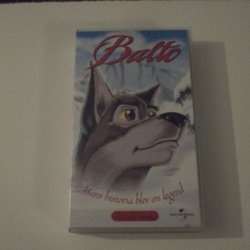 Balto
Hans historia blev en legend
UNIVERSAL